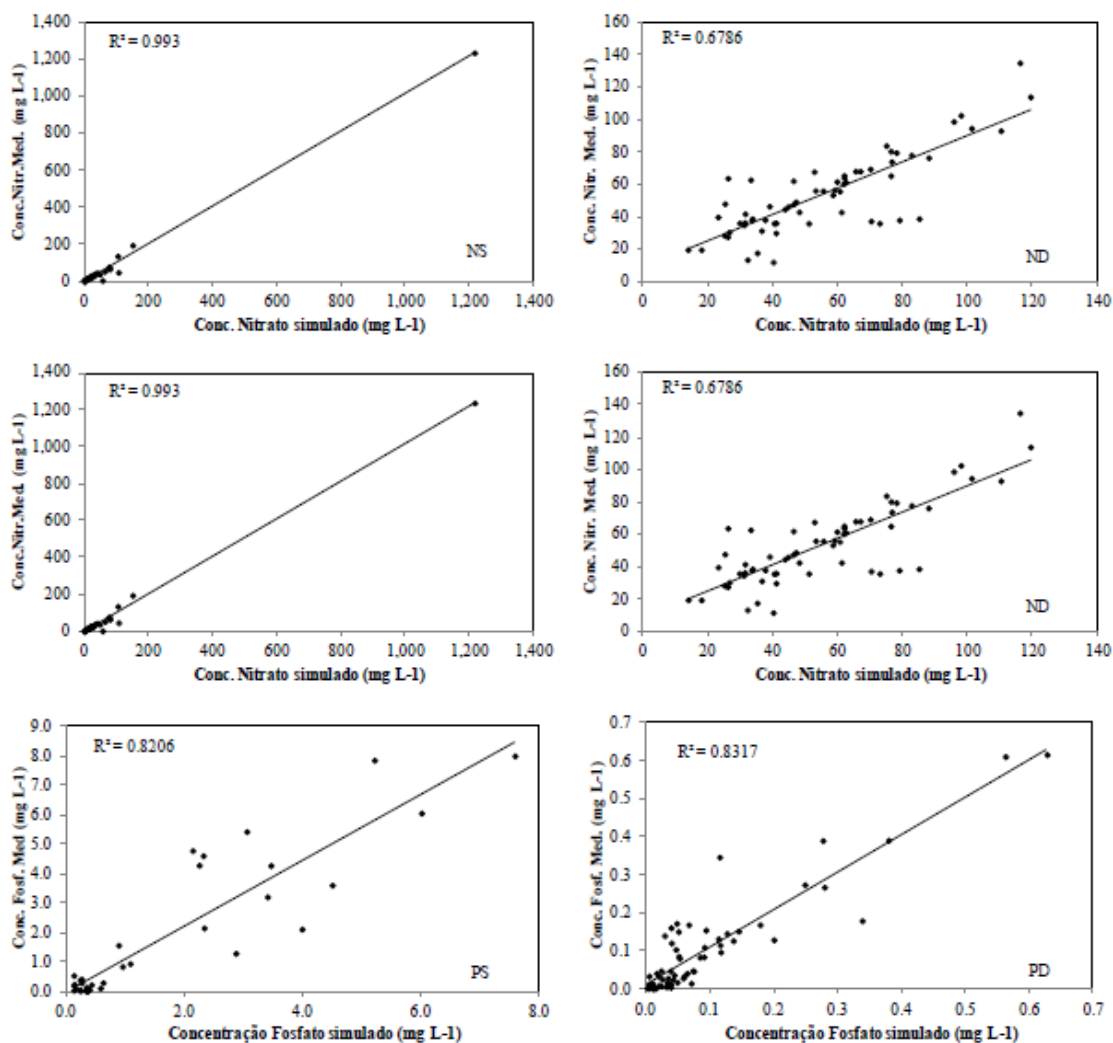 R² = 0.993
Conc.Nitr.Med. (mg L-1)
1,400
1,200
1,000
800
600
400
200
0
NS
0 200 400 600 800 1,000 1,200 1,400
Conc. Nitrato simulado (mg L-1)
R² = 0.6786
Conc. Nitr. Med. (mg L-1)
160
140
120
100
80
60
40
20
0
ND
0 20 40 60 80 100 120 140
Conc. Nitrato simulado (mg L-1)
R² = 0.993
Conc.Nitr.Med. (mg L-1)
1,400
1,200
1,000
800
600
400
200
0
NS
0 200 400 600 800 1,000 1,200 1,400
Conc. Nitrato simulado (mg L-1)
R² = 0.6786
Conc. Nitr. Med. (mg L-1)
160
140
120
100
80
60
40
20
0
ND
0 20 40 60 80 100 120 140
Conc. Nitrato simulado (mg L-1)
R² = 0.8206
Conc. Fosf. Med (mg L-1)
9.0
8.0
7.0
6.0
5.0
4.0
3.0
2.0
1.0
0.0
PS
0.0 2.0 4.0 6.0 8.0
Concentração Fosfato simulado (mg L-1)
R² = 0.8317
Conc. Fosf. Med. (mg L-1)
0.7
0.6
0.5
0.4
0.3
0.2
0.1
0.0
PD
0.0 0.1 0.2 0.3 0.4 0.5 0.6 0.7
Concentração Fosfato simulado (mg L-1)